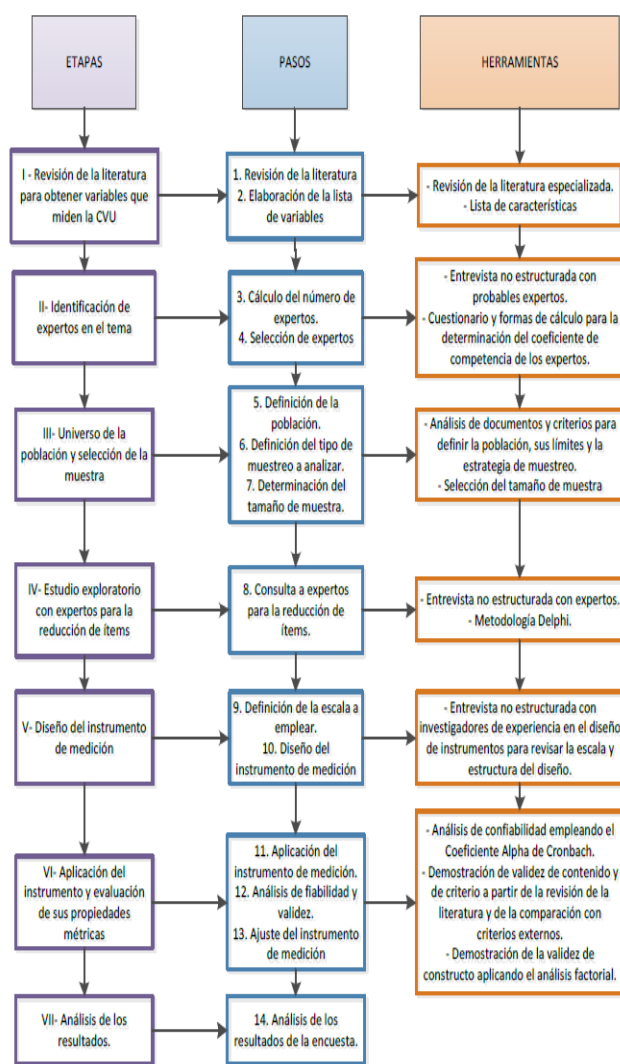 ETAPAS
PASOS
HERRAMIENTAS
I - Revisión de la literatura
para obtener variables que
miden la CVU
1. Revisión de la literatura
2. Elaboración de la lista de
variables
- Revisión de la literatura especializada.
- Lista de características
II- Identificación de
expertos en el tema
3. Cálculo del número de
expertos.
4. Selección de expertos
- Entrevista no estructurada con
probables expertos.
- Cuestionario y formas de cálculo para la
determinación del coeficiente de
competencia de los expertos.
III- Universo de la
población y selección de la
muestra
5. Definición de la
población.
6. Definición del tipo de
muestreo a analizar.
7. Determinación del
tamaño de muestra.
- Análisis de documentos y criterios para
definir la población, sus límites y la
estrategia de muestreo.
- Selección del tamaño de muestra
IV- Estudio exploratorio
con expertos para la
reducción de ítems
8. Consulta a expertos
para la reducción de
ítems.
- Entrevista no estructurada con expertos.
- Metodología Delphi.
V- Diseño del instrumento
de medición
9. Definición de la escala a
emplear.
10. Diseño del
instrumento de medición
- Entrevista no estructurada con
investigadores de experiencia en el diseño
de instrumentos para revisar la escala y
estructura del diseño.
VI- Aplicación del
instrumento y evaluación
de sus propiedades
métricas
11. Aplicación del
instrumento de medición.
12. Análisis de fiabilidad y
validez.
13. Ajuste del instrumento
de medición
- Análisis de confiabilidad empleando el
Coeficiente Alpha de Cronbach.
- Demostración de validez de contenido y
de criterio a partir de la revisión de la
literatura y de la comparación con
criterios externos.
- Demostración de la validez de
constructo aplicando el análisis factorial.
VII- Análisis de los
resultados.
14. Análisis de los
resultados de la encuesta.